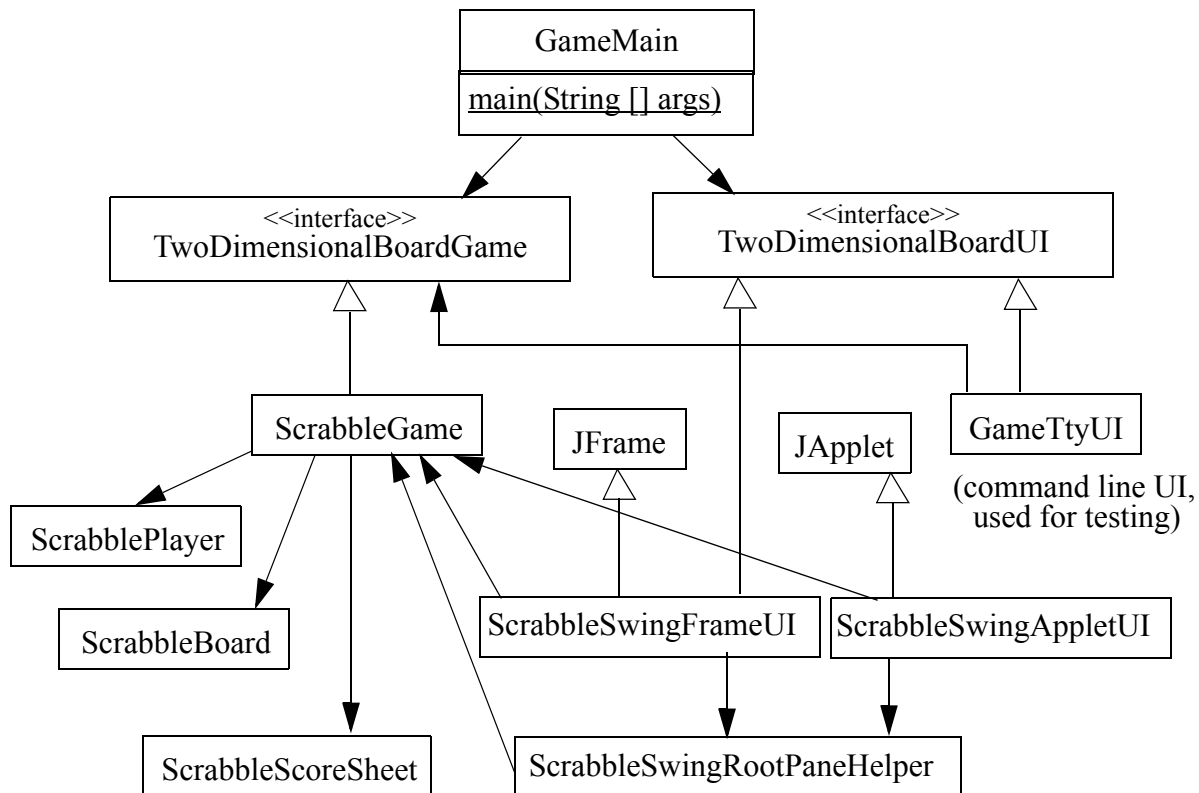 GameMain
main(String [] args)
<<interface>>
TwoDimensionalBoardGame
<<interface>>
TwoDimensionalBoardUI
ScrabbleGame
JFrame
JApplet
GameTtyUI
(command line UI,
used for testing)
ScrabblePlayer
ScrabbleBoard
ScrabbleSwingFrameUI
ScrabbleSwingAppletUI
ScrabbleScoreSheet
ScrabbleSwingRootPaneHelper